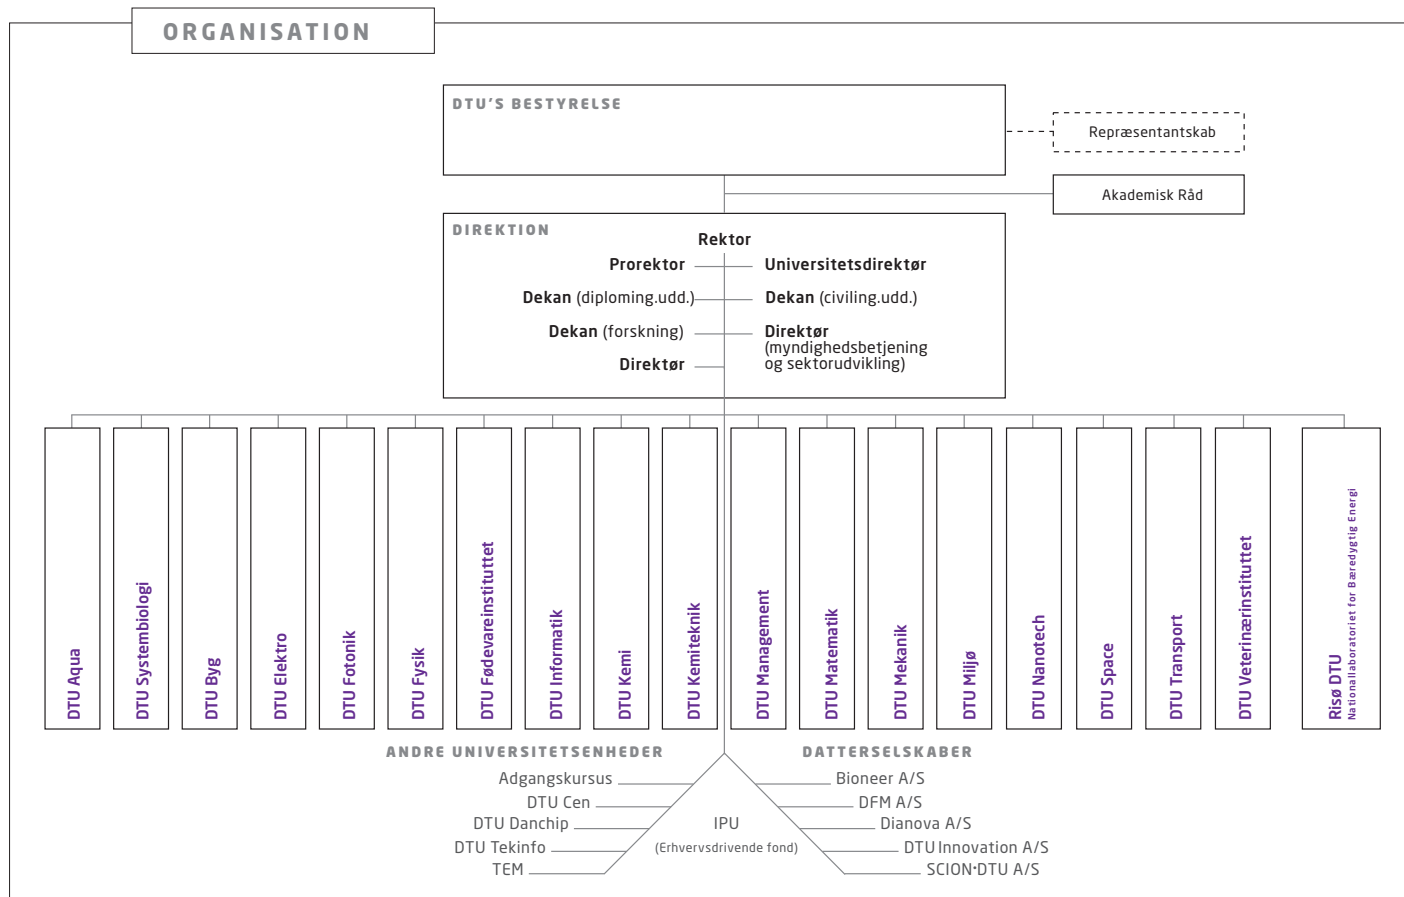 ORGANISATION
DTU'S BESTYRELSE
Repræsentantskab
Akademisk Råd
DIREKTION
Rektor
Prorektor
Universitetsdirektør
Dekan (diploming.udd.)
Dekan (civiling.udd.)
Dekan (forskning)
Direktør
(myndighedsbetjening
og sektorudvikling)
Direktør
DTU Aqua
DTU Systembiologi
DTU Byg
DTU Elektro
DTU Fotonik
DTU Fysik
DTU Fødevareinstituttet
DTU Informatik
DTU Kemi
DTU Kemiteknik
DTU Management
DTU Matematik
DTU Mekanik
DTU Miljø
DTU Nanotech
DTU Space
DTU Transport
DTU Veterinærinstituttet
Risø DTU
Nationallaboratoriet for Bæredygtig Energi
ANDRE UNIVERSITETSENHEDER
Adgangskursus
DTU Cen
DTU Danchip
DTU Tekinfo
TEM
IPU
(Erhvervsdrivende fond)
DATTERSELSKABER
Bioneer A/S
DFM A/S
Dianova A/S
DTU Innovation A/S
SCION•DTU A/S